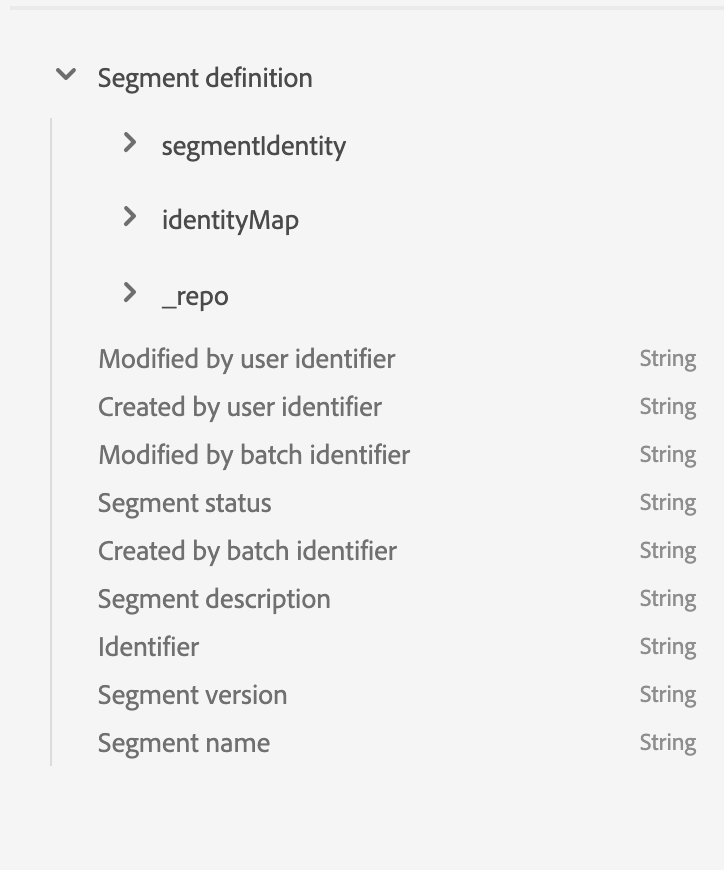 Segment definition
segmentIdentity
identityMap
_repo
Modified by user identifier String
Created by user identifier String
Modified by batch identifier String
Segment status String
Created by batch identifier String
Segment description String
Identifier String
Segment version String
Segment name String